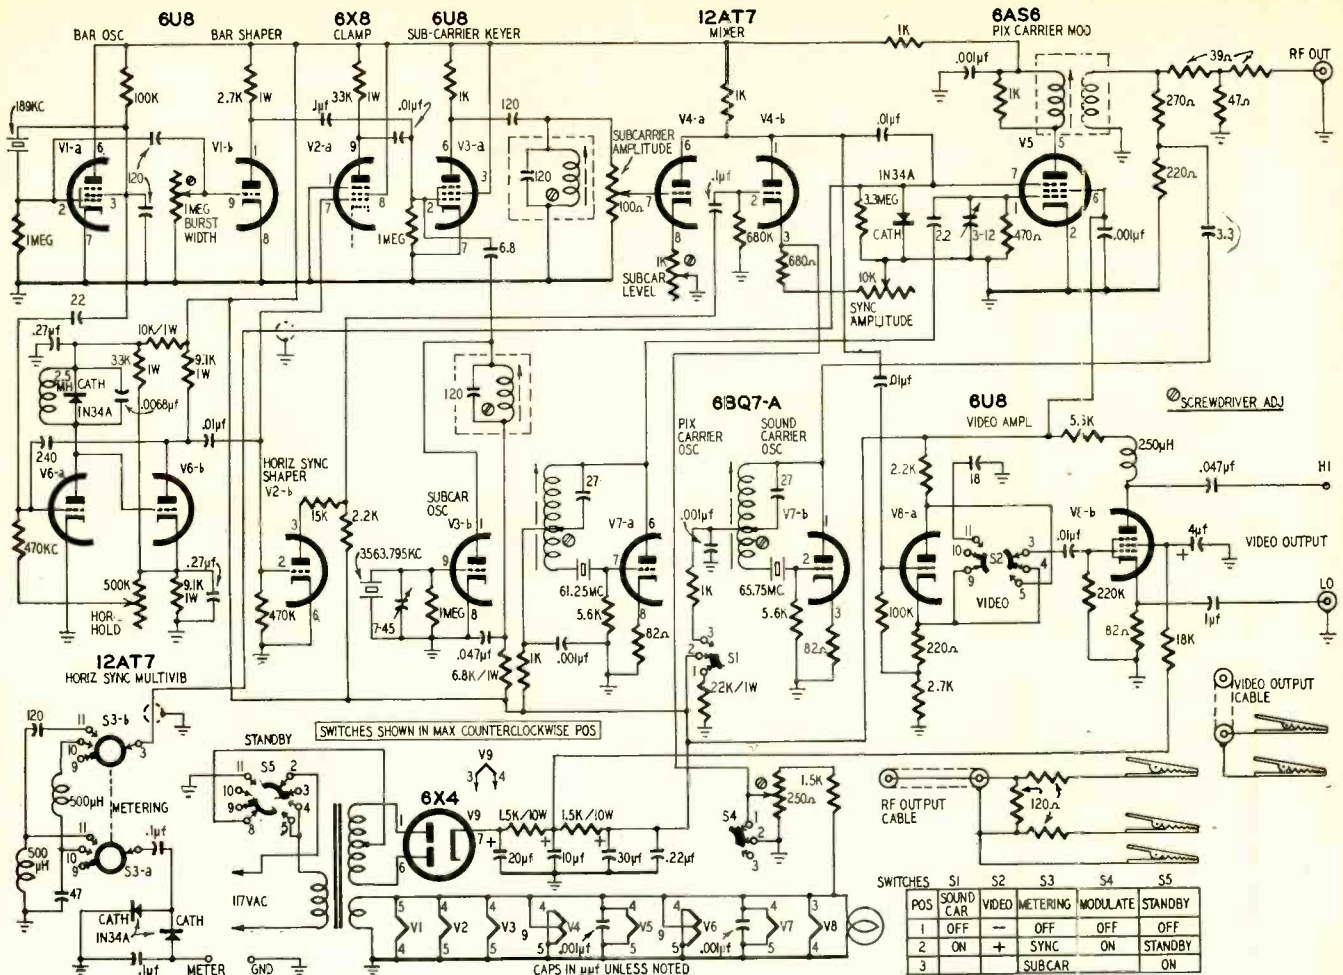 6U8
6X8
6U8
12AT7
6AS6
BAR OSC
BAR SHAPER
CLAMP
SUB-CARRIER KEYER
MIXER
PIX CARRIER MOD
RF OUT
189KC
100K
2.7K
1W
.1µf
33K
1W
.01µf
1K
120
1K
1K
.001µf
1K
39Ω
270Ω
47Ω
V1-a
V1-b
V2-a
V3-a
V4-a
V4-b
V5
120
1MEG
BURST
WIDTH
1MEG
1MEG
120
SUBCARRIER
AMPLITUDE
100Ω
.1µf
680K
.01µf
1N34A
3.3MEG
CATH
2.2
3-12
470Ω
.001µf
220Ω
3.3
6.8
1K
SUBCAR
LEVEL
680Ω
10K
SYNC
AMPLITUDE
22
.27µf
10K/1W
33K
1W
9.1K
1W
2.5
MH
CATH
1N34A
.0068µf
240
.01µf
V6-a
V6-b
470KC
500K
HOR
HOLD
9.1K
1W
.27µf
12AT7
HORIZ SYNC MULTIVIB
HORIZ SYNC
SHAPER
V2-b
15K
2.2K
470K
120
SUBCAR
OSC
V3-b
3563.795KC
7-45
1MEG
.047µf
6.8K/1W
1K
.001µf
27
V7-a
61.25MC
5.6K
82Ω
6BQ7-A
PIX
CARRIER
OSC
SOUND
CARRIER
OSC
.001µf
1K
27
V7-b
65.75MC
5.6K
82Ω
S1
22K/1W
.01µf
6U8
VIDEO AMPL
2.2K
18
V8-a
100K
220Ω
2.7K
S2
VIDEO
5.5K
250µH
.01µf
220K
82Ω
.047µf
HI
4µf
VIDEO OUTPUT
LO
1µf
18K
SCREWDRIVER ADJ
VIDEO OUTPUT
CABLE
SWITCHES SHOWN IN MAX COUNTERCLOCKWISE POS
120
S3-b
500µH
METERING
500
µH
S3-a
.1µf
47
CATH
CATH
1N34A
.1µf
METER
GND
STANDBY
S5
117VAC
6X4
V9
V9
1.5K/10W
1.5K/10W
20µf
10µf
30µf
.22µf
V1
V2
V3
V4
.001µf
V5
V6
.001µf
V7
V8
CAPS IN µµf UNLESS NOTED
S4
250Ω
1.5K
RF OUTPUT
CABLE
120Ω
SWITCHES S1 S2 S3 S4 S5
POS SOUND CAR VIDEO METERING MODULATE STANDBY
1 OFF -- OFF OFF OFF
2 ON + SYNC ON STANDBY
3 SUBCAR ON